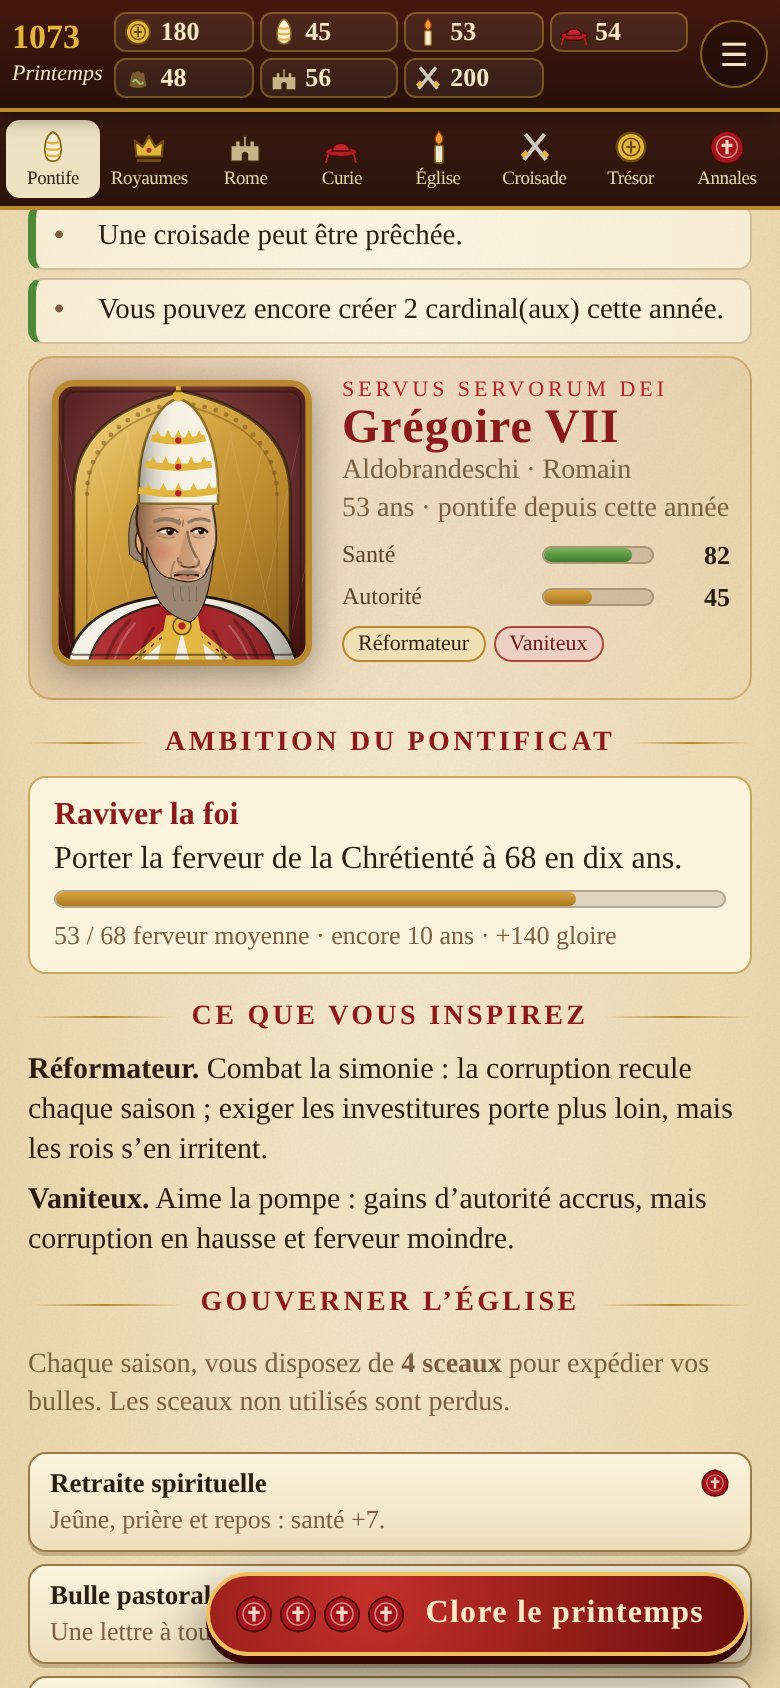 1073
Printemps
180
45
53
54
48
56
200
Pontife
Royaumes
Rome
Curie
Église
Croisade
Trésor
Annales
• Une croisade peut être prêchée.
• Vous pouvez encore créer 2 cardinal(aux) cette année.
SERVUS SERVORUM DEI
Grégoire VII
Aldobrandeschi · Romain
53 ans · pontife depuis cette année
Santé 82
Autorité 45
Réformateur Vaniteux
AMBITION DU PONTIFICAT
Raviver la foi
Porter la ferveur de la Chrétienté à 68 en dix ans.
53 / 68 ferveur moyenne · encore 10 ans · +140 gloire
CE QUE VOUS INSPIREZ
Réformateur. Combat la simonie : la corruption recule
chaque saison ; exiger les investitures porte plus loin, mais
les rois s’en irritent.
Vaniteux. Aime la pompe : gains d’autorité accrus, mais
corruption en hausse et ferveur moindre.
GOUVERNER L’ÉGLISE
Chaque saison, vous disposez de 4 sceaux pour expédier vos
bulles. Les sceaux non utilisés sont perdus.
Retraite spirituelle
Jeûne, prière et repos : santé +7.
Bulle pastoral
Une lettre à tou
Clore le printemps